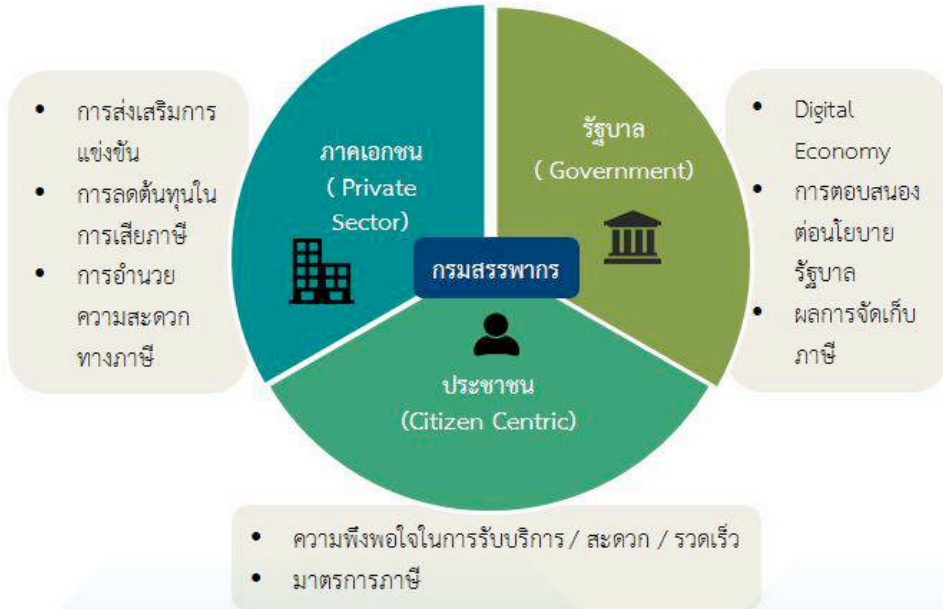 • การส่งเสริมการ
แข่งขัน
• การลดต้นทุนใน
การเสียภาษี
• การอำนวย
ความสะดวก
ทางภาษี
ภาคเอกชน
( Private
Sector)
รัฐบาล
( Government)
กรมสรรพากร
ประชาชน
(Citizen Centric)
• Digital
Economy
• การตอบสนอง
ต่อนโยบาย
รัฐบาล
• ผลการจัดเก็บ
ภาษี
• ความพึงพอใจในการรับบริการ / สะดวก / รวดเร็ว
• มาตรการภาษี